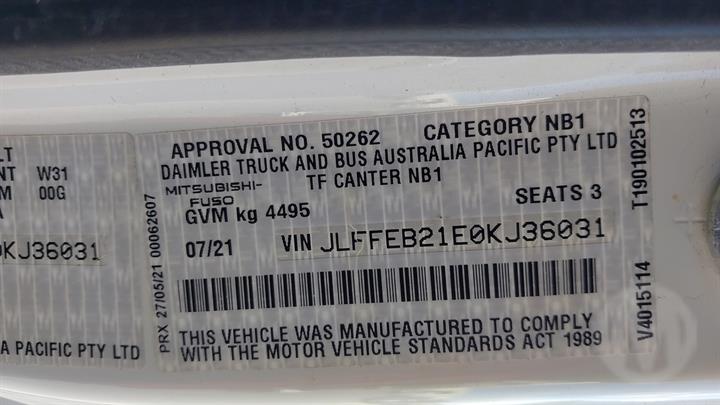 LT
NT W31
M 00G
A
0KJ36031
A PACIFIC PTY LTD
APPROVAL NO. 50262 CATEGORY NB1
DAIMLER TRUCK AND BUS AUSTRALIA PACIFIC PTY LTD
MITSUBISHI-FUSO TF CANTER NB1
GVM kg 4495 SEATS 3
07/21 VIN JLFFEB21E0KJ36031
THIS VEHICLE WAS MANUFACTURED TO COMPLY
WITH THE MOTOR VEHICLE STANDARDS ACT 1989
PRX 27/05/21 00062607
T190102513
V4015114